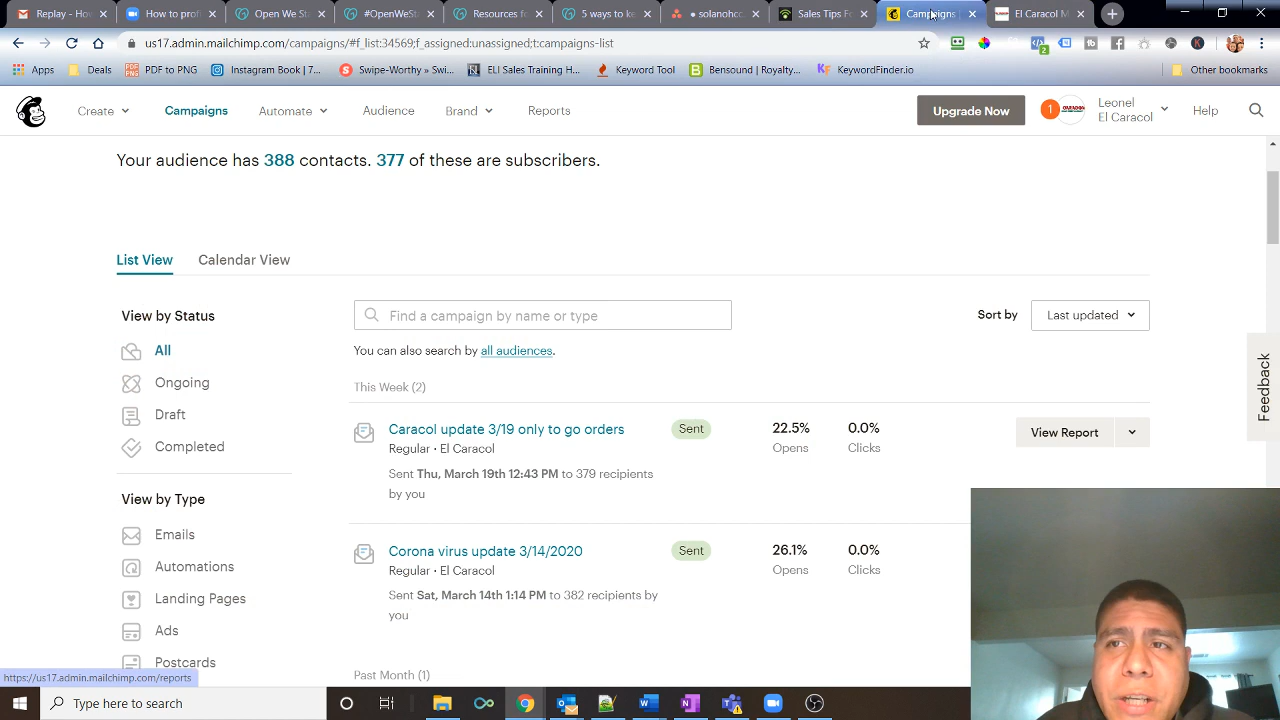 Replay - Ho
How to profi
Open We St
#OpenWeSt
Resources fo
5 ways to ke
solanohcc
Sales Tips Fo
Campaigns
El Caracol M
us17.admin.mailchimp.com/campaigns/#f_list:34569;f_assigned:unassigned;t:campaigns-list
Apps
Deals
PDF to PNG
Instagram Book | 7...
Swipe-Worthy » Swi...
ELI Sales Training H...
Keyword Tool
Bensound | Royalty...
KeywordFinder.io
Other bookmarks
Create
Campaigns
Automate
Audience
Brand
Reports
Upgrade Now
1
Leonel
El Caracol
Help
Your audience has 388 contacts. 377 of these are subscribers.
List View
Calendar View
View by Status
All
Ongoing
Draft
Completed
View by Type
Emails
Automations
Landing Pages
Ads
Postcards
Find a campaign by name or type
Sort by
Last updated
You can also search by all audiences.
This Week (2)
Caracol update 3/19 only to go orders
Sent
22.5%
0.0%
View Report
Regular · El Caracol
Opens
Clicks
Sent Thu, March 19th 12:43 PM to 379 recipients
by you
Corona virus update 3/14/2020
Sent
26.1%
0.0%
Regular · El Caracol
Opens
Clicks
Sent Sat, March 14th 1:14 PM to 382 recipients by
you
Past Month (1)
Feedback
https://us17.admin.mailchimp.com/reports
Type here to search